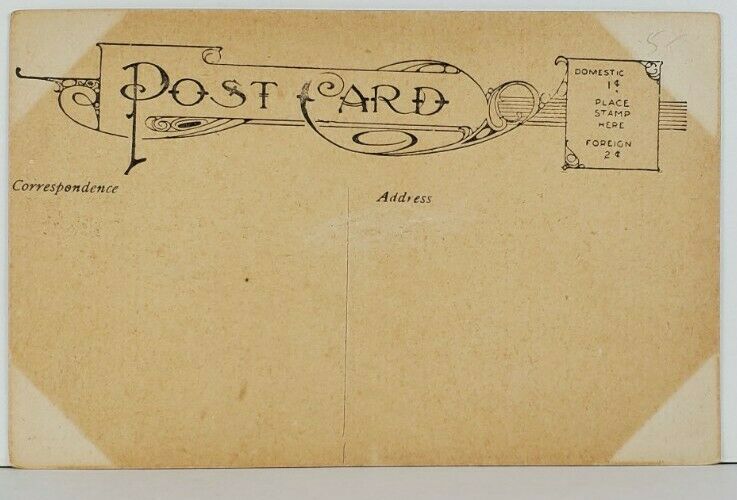 POST CARD
DOMESTIC
1¢
PLACE
STAMP
HERE
FOREIGN
2¢
Correspondence
Address